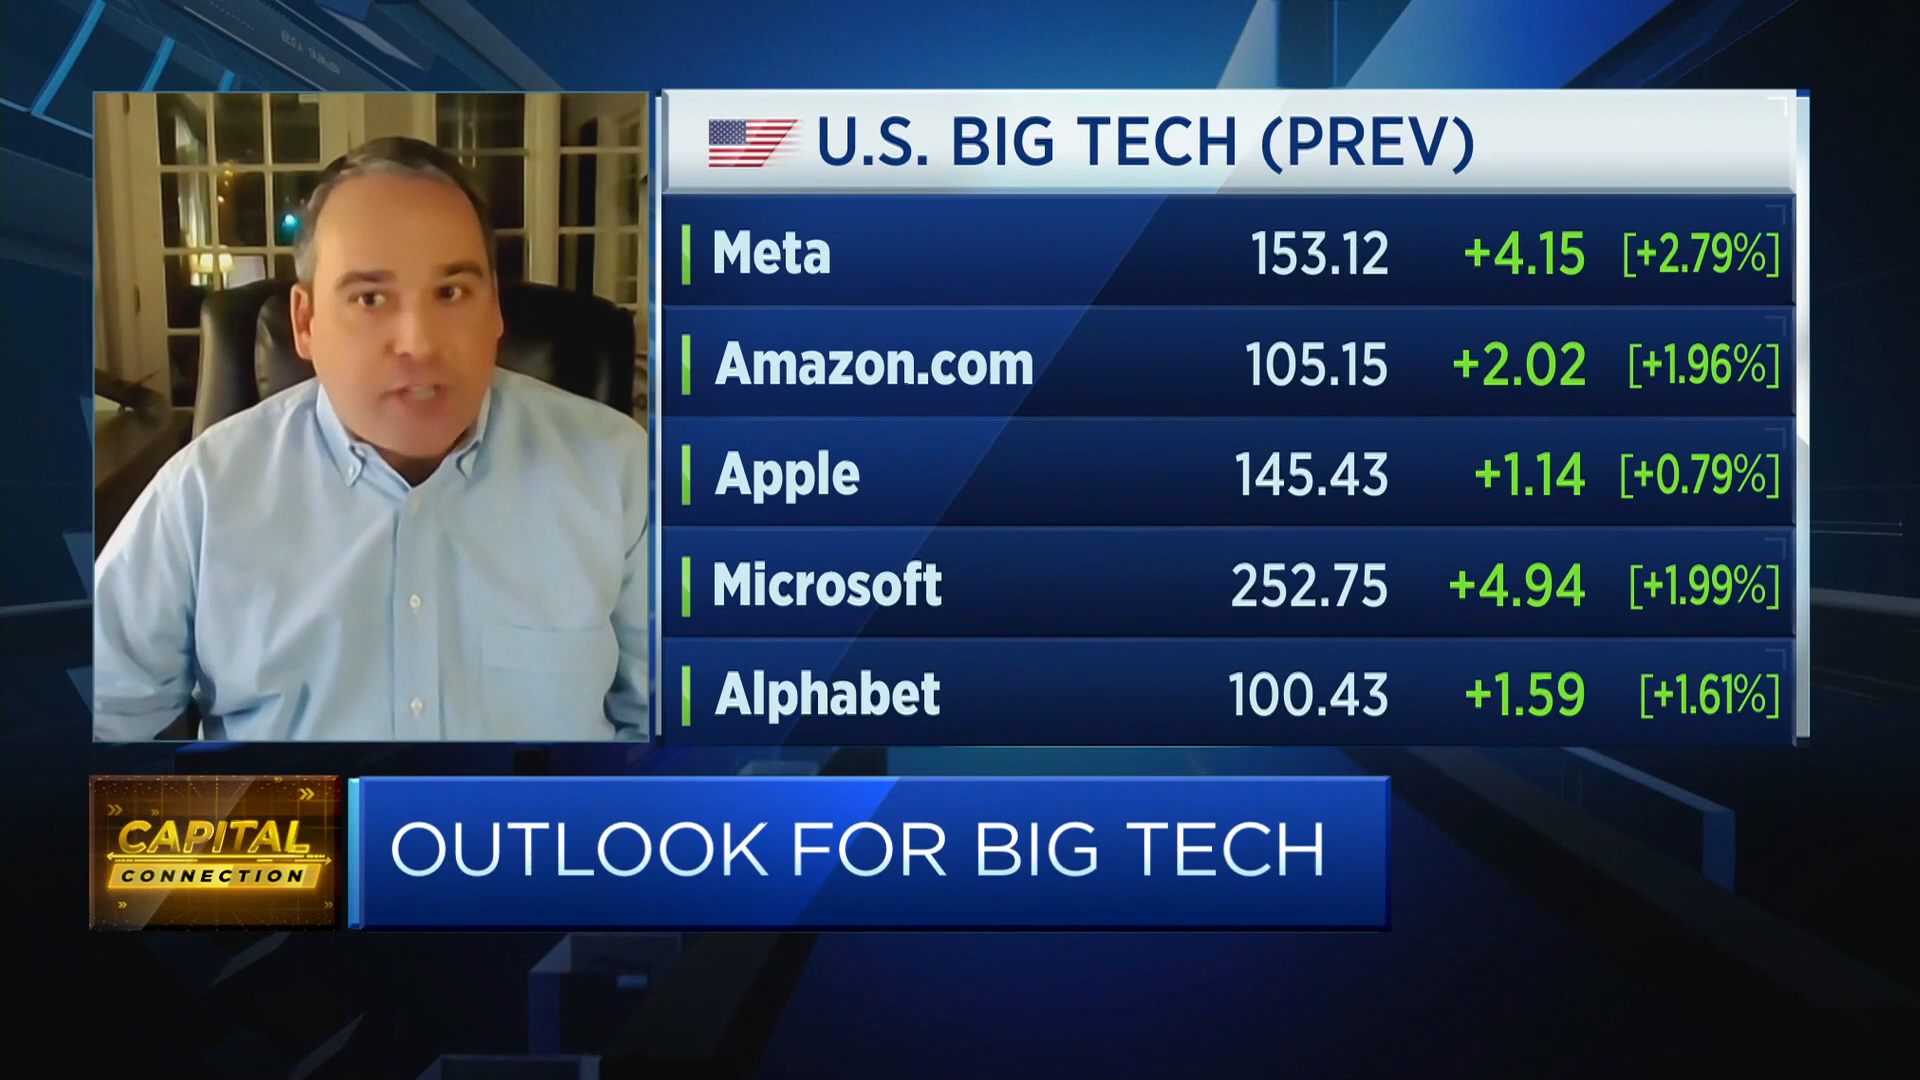 U.S. BIG TECH (PREV)
Meta 153.12 +4.15 [+2.79%]
Amazon.com 105.15 +2.02 [+1.96%]
Apple 145.43 +1.14 [+0.79%]
Microsoft 252.75 +4.94 [+1.99%]
Alphabet 100.43 +1.59 [+1.61%]
CAPITAL
CONNECTION
OUTLOOK FOR BIG TECH